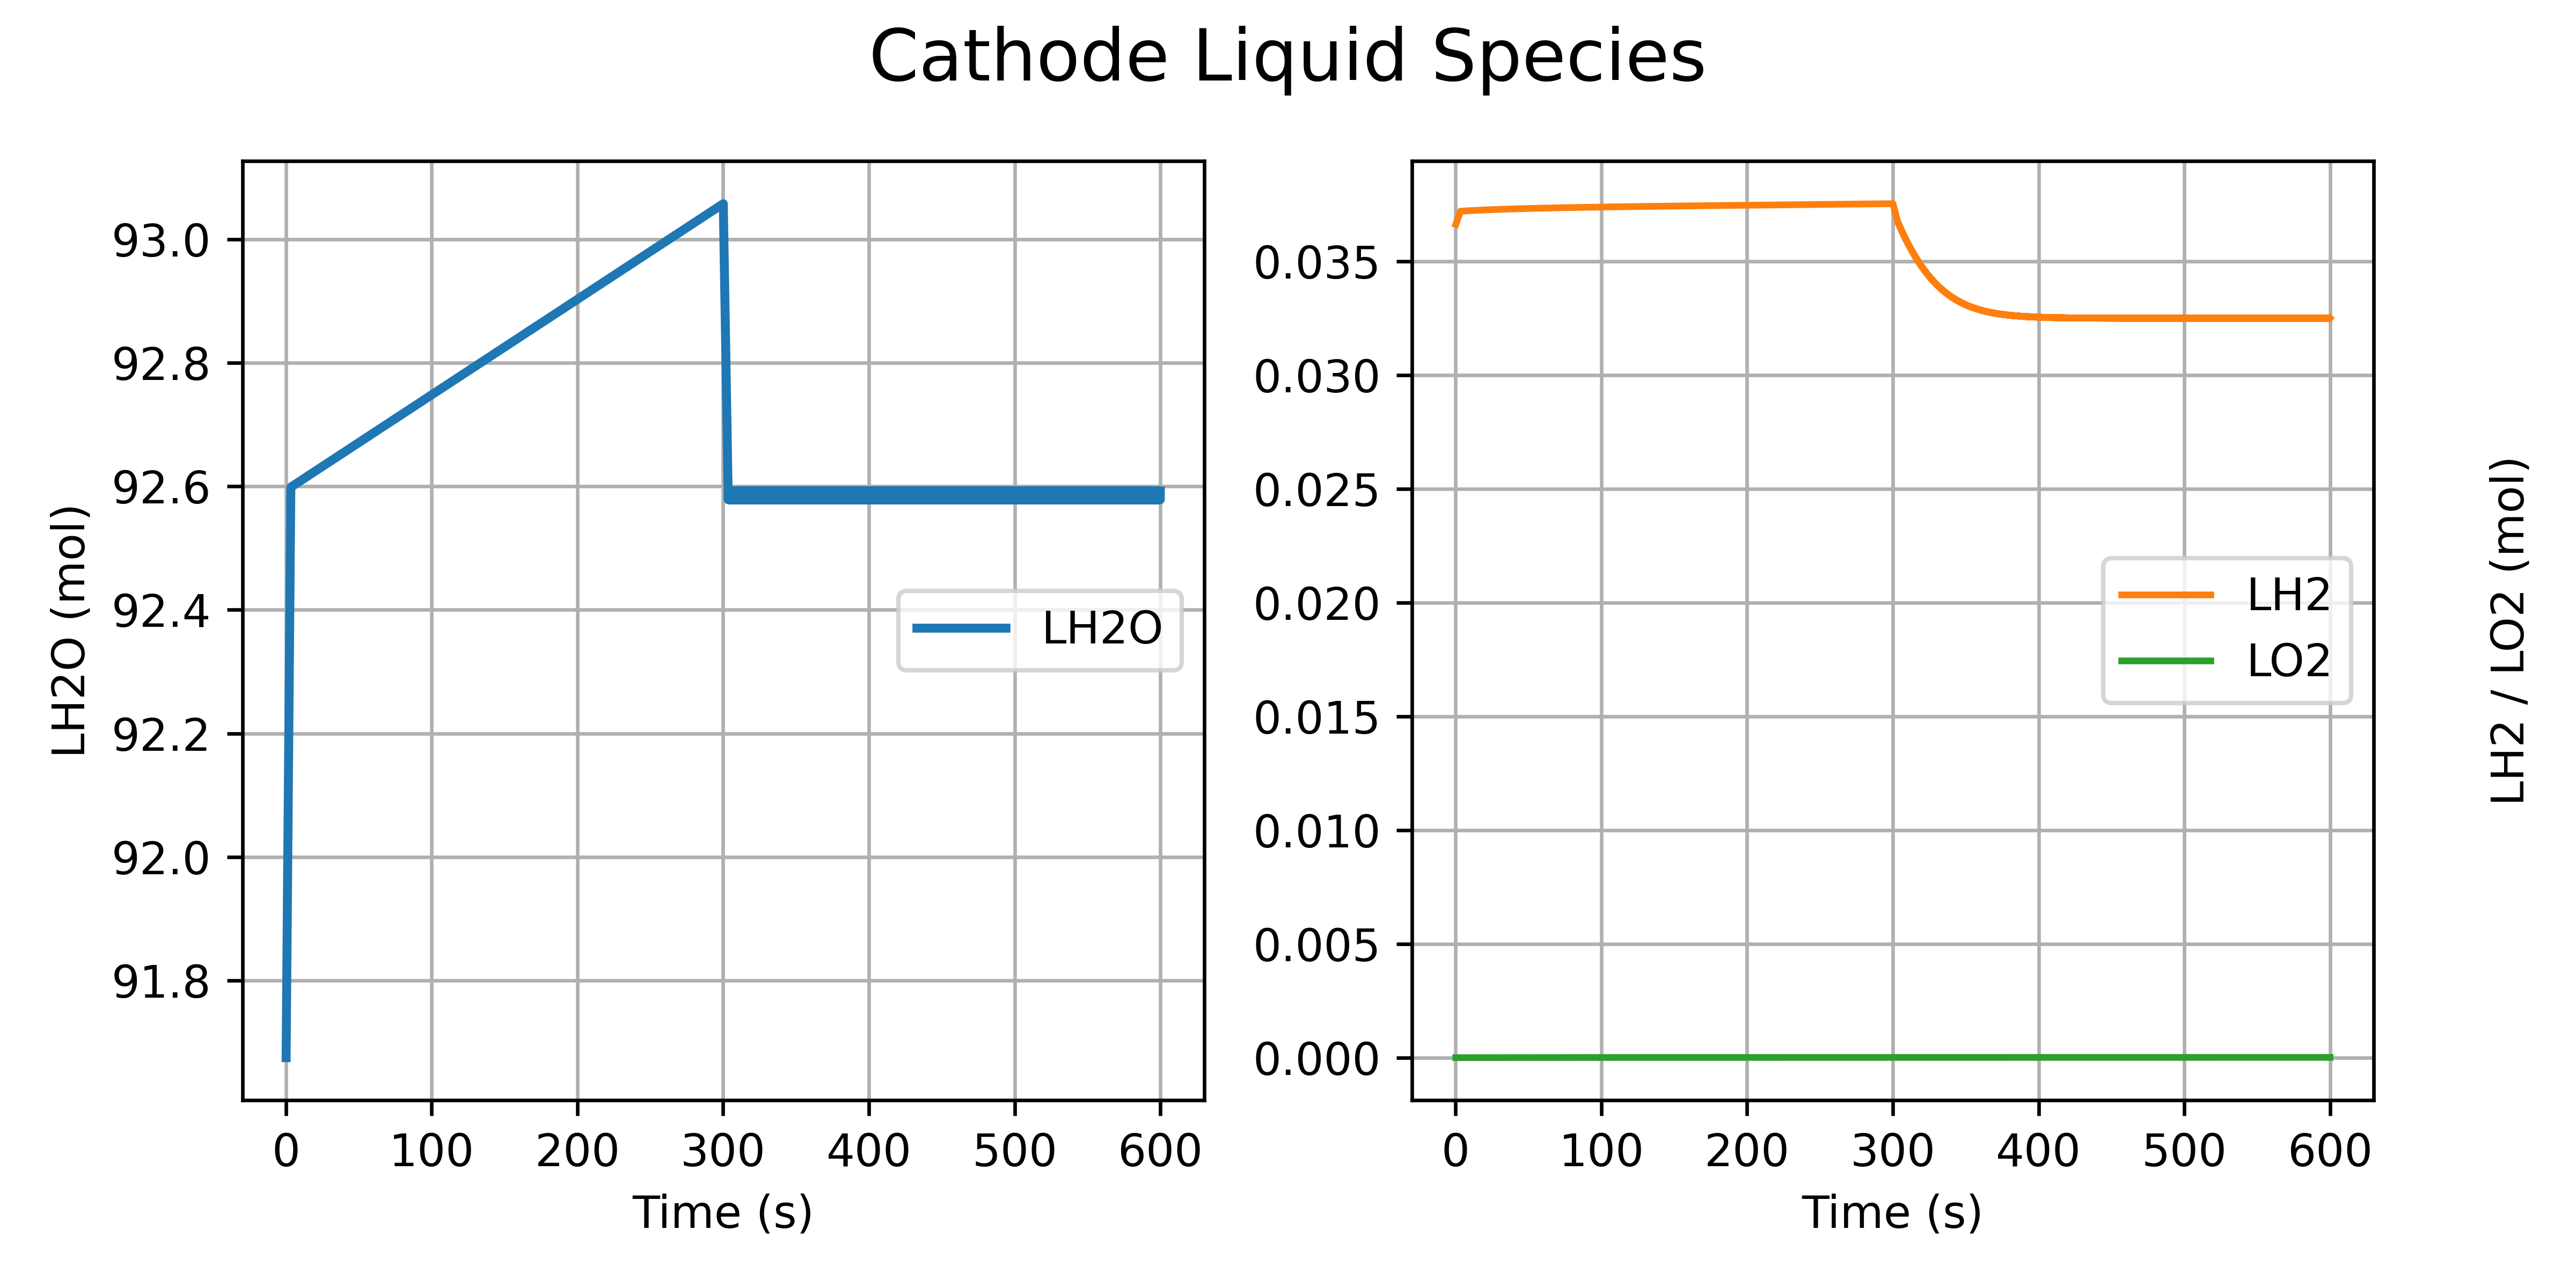 Cathode Liquid Species
LH2O (mol)
93.0
92.8
92.6
92.4
92.2
92.0
91.8
0 100 200 300 400 500 600
Time (s)
LH2O
0.035
0.030
0.025
0.020
0.015
0.010
0.005
0.000
0 100 200 300 400 500 600
Time (s)
LH2
LO2
LH2 / LO2 (mol)